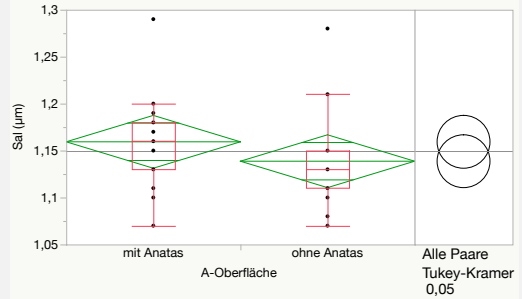 1,3
1,25
1,2
1,15
1,1
1,05
Sal (µm)
mit Anatas
ohne Anatas
A-Oberfläche
Alle Paare
Tukey-Kramer
0,05